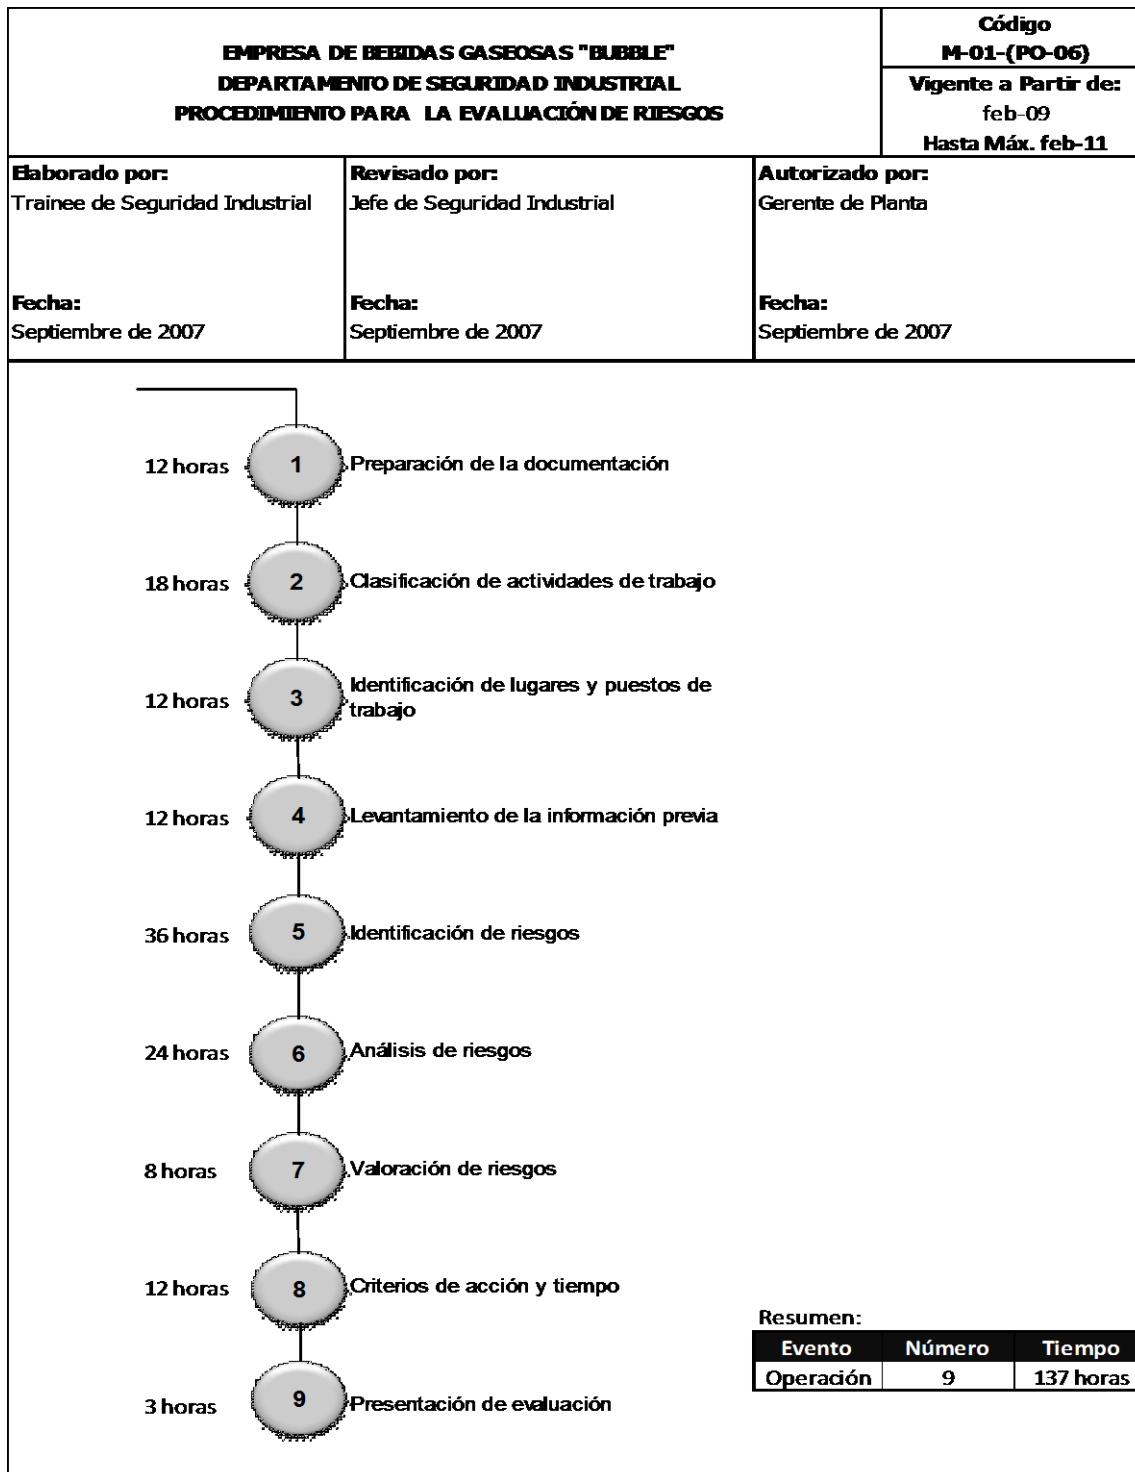 EMPRESA DE BEBIDAS GASEOSAS "BUBBLE"
DEPARTAMENTO DE SEGURIDAD INDUSTRIAL
PROCEDIMIENTO PARA LA EVALUACIÓN DE RIESGOS
Código
M-01-(PO-06)
Vigente a Partir de:
feb-09
Hasta Máx. feb-11
Elaborado por:
Trainee de Seguridad Industrial
Fecha:
Septiembre de 2007
Revisado por:
Jefe de Seguridad Industrial
Fecha:
Septiembre de 2007
Autorizado por:
Gerente de Planta
Fecha:
Septiembre de 2007
12 horas 1 Preparación de la documentación
18 horas 2 Clasificación de actividades de trabajo
12 horas 3 Identificación de lugares y puestos de
trabajo
12 horas 4 Levantamiento de la información previa
36 horas 5 Identificación de riesgos
24 horas 6 Análisis de riesgos
8 horas 7 Valoración de riesgos
12 horas 8 Criterios de acción y tiempo
3 horas 9 Presentación de evaluación
Resumen:
Evento Número Tiempo
Operación 9 137 horas